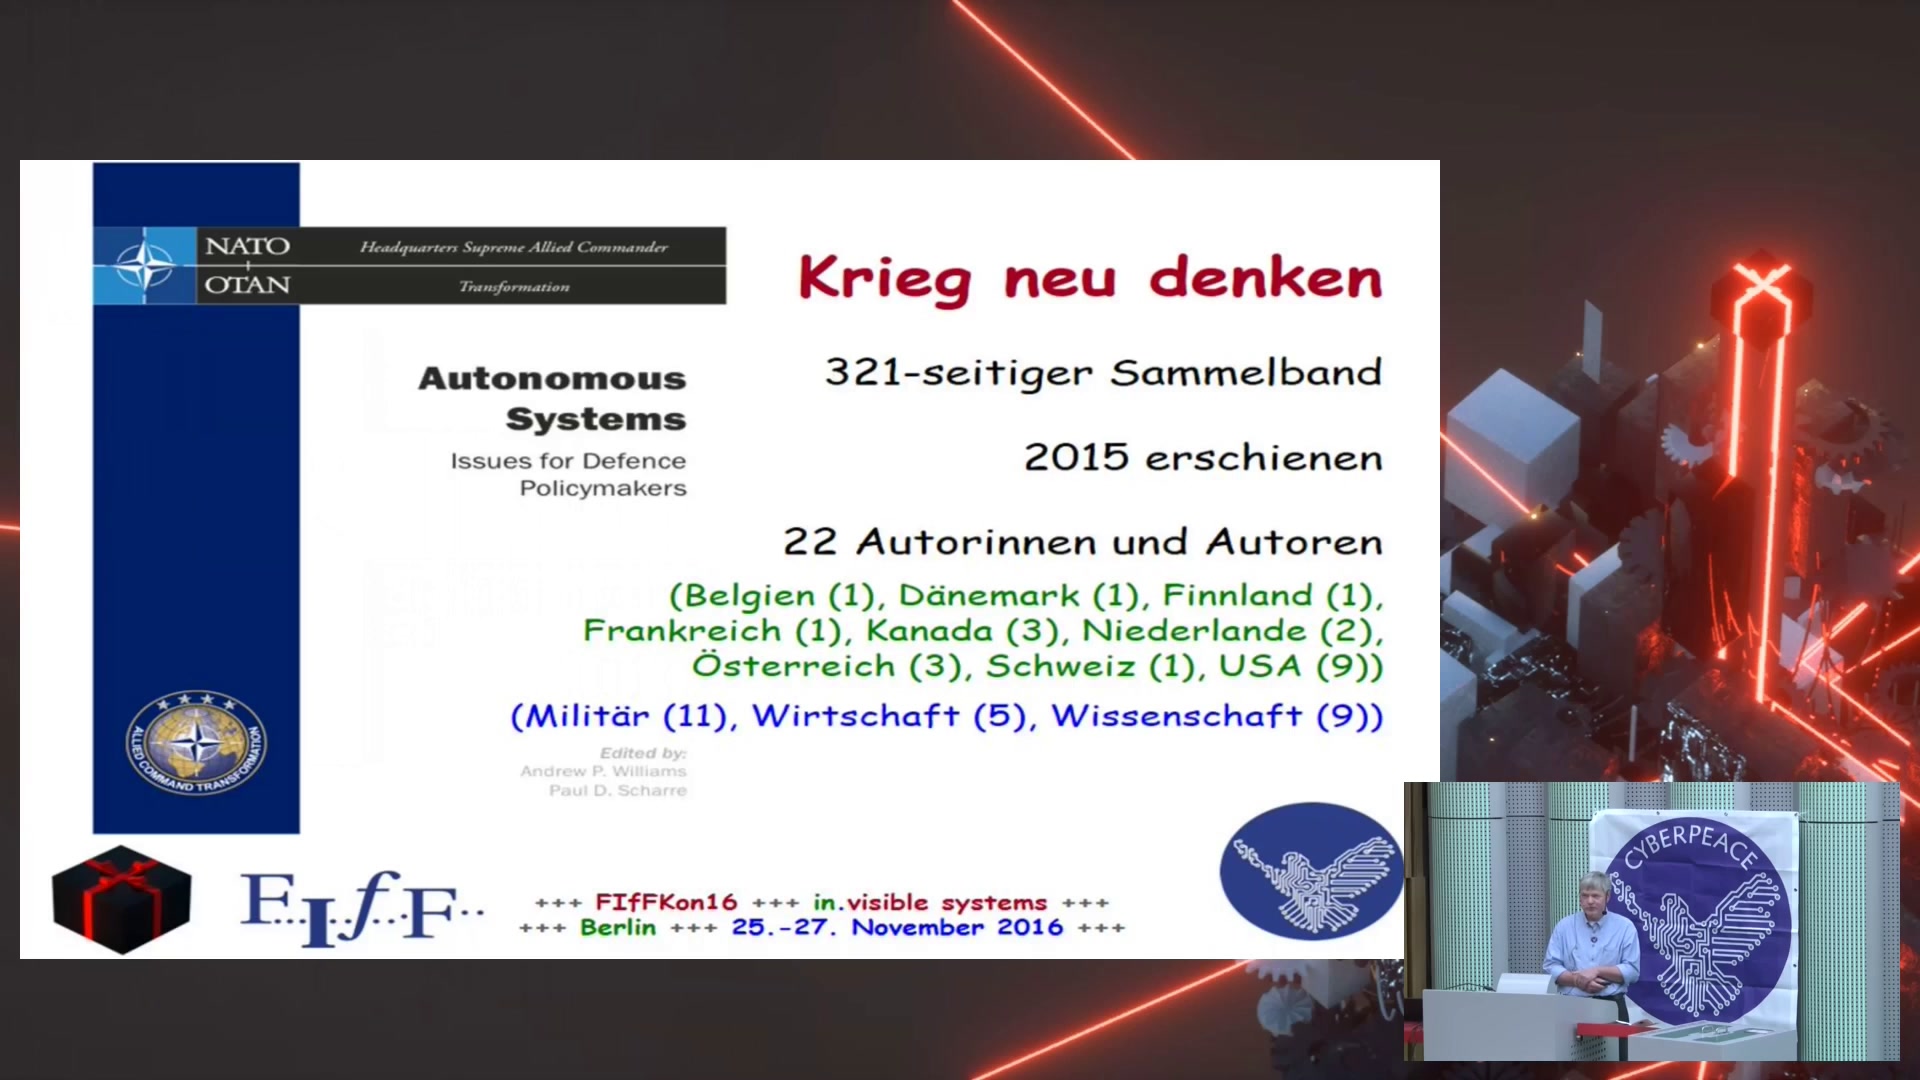 NATO
OTAN
Headquarters Supreme Allied Commander
Transformation
Autonomous
Systems
Issues for Defence
Policymakers
Krieg neu denken
321-seitiger Sammelband
2015 erschienen
22 Autorinnen und Autoren
(Belgien (1), Dänemark (1), Finnland (1),
Frankreich (1), Kanada (3), Niederlande (2),
Österreich (3), Schweiz (1), USA (9))
(Militär (11), Wirtschaft (5), Wissenschaft (9))
Edited by:
Andrew P. Williams
Paul D. Scharre
ALLIED COMMAND TRANSFORMATION
F..I..f..F..
+++ FIfFKon16 +++ in.visible systems +++
+++ Berlin +++ 25.-27. November 2016 +++
CYBERPEACE